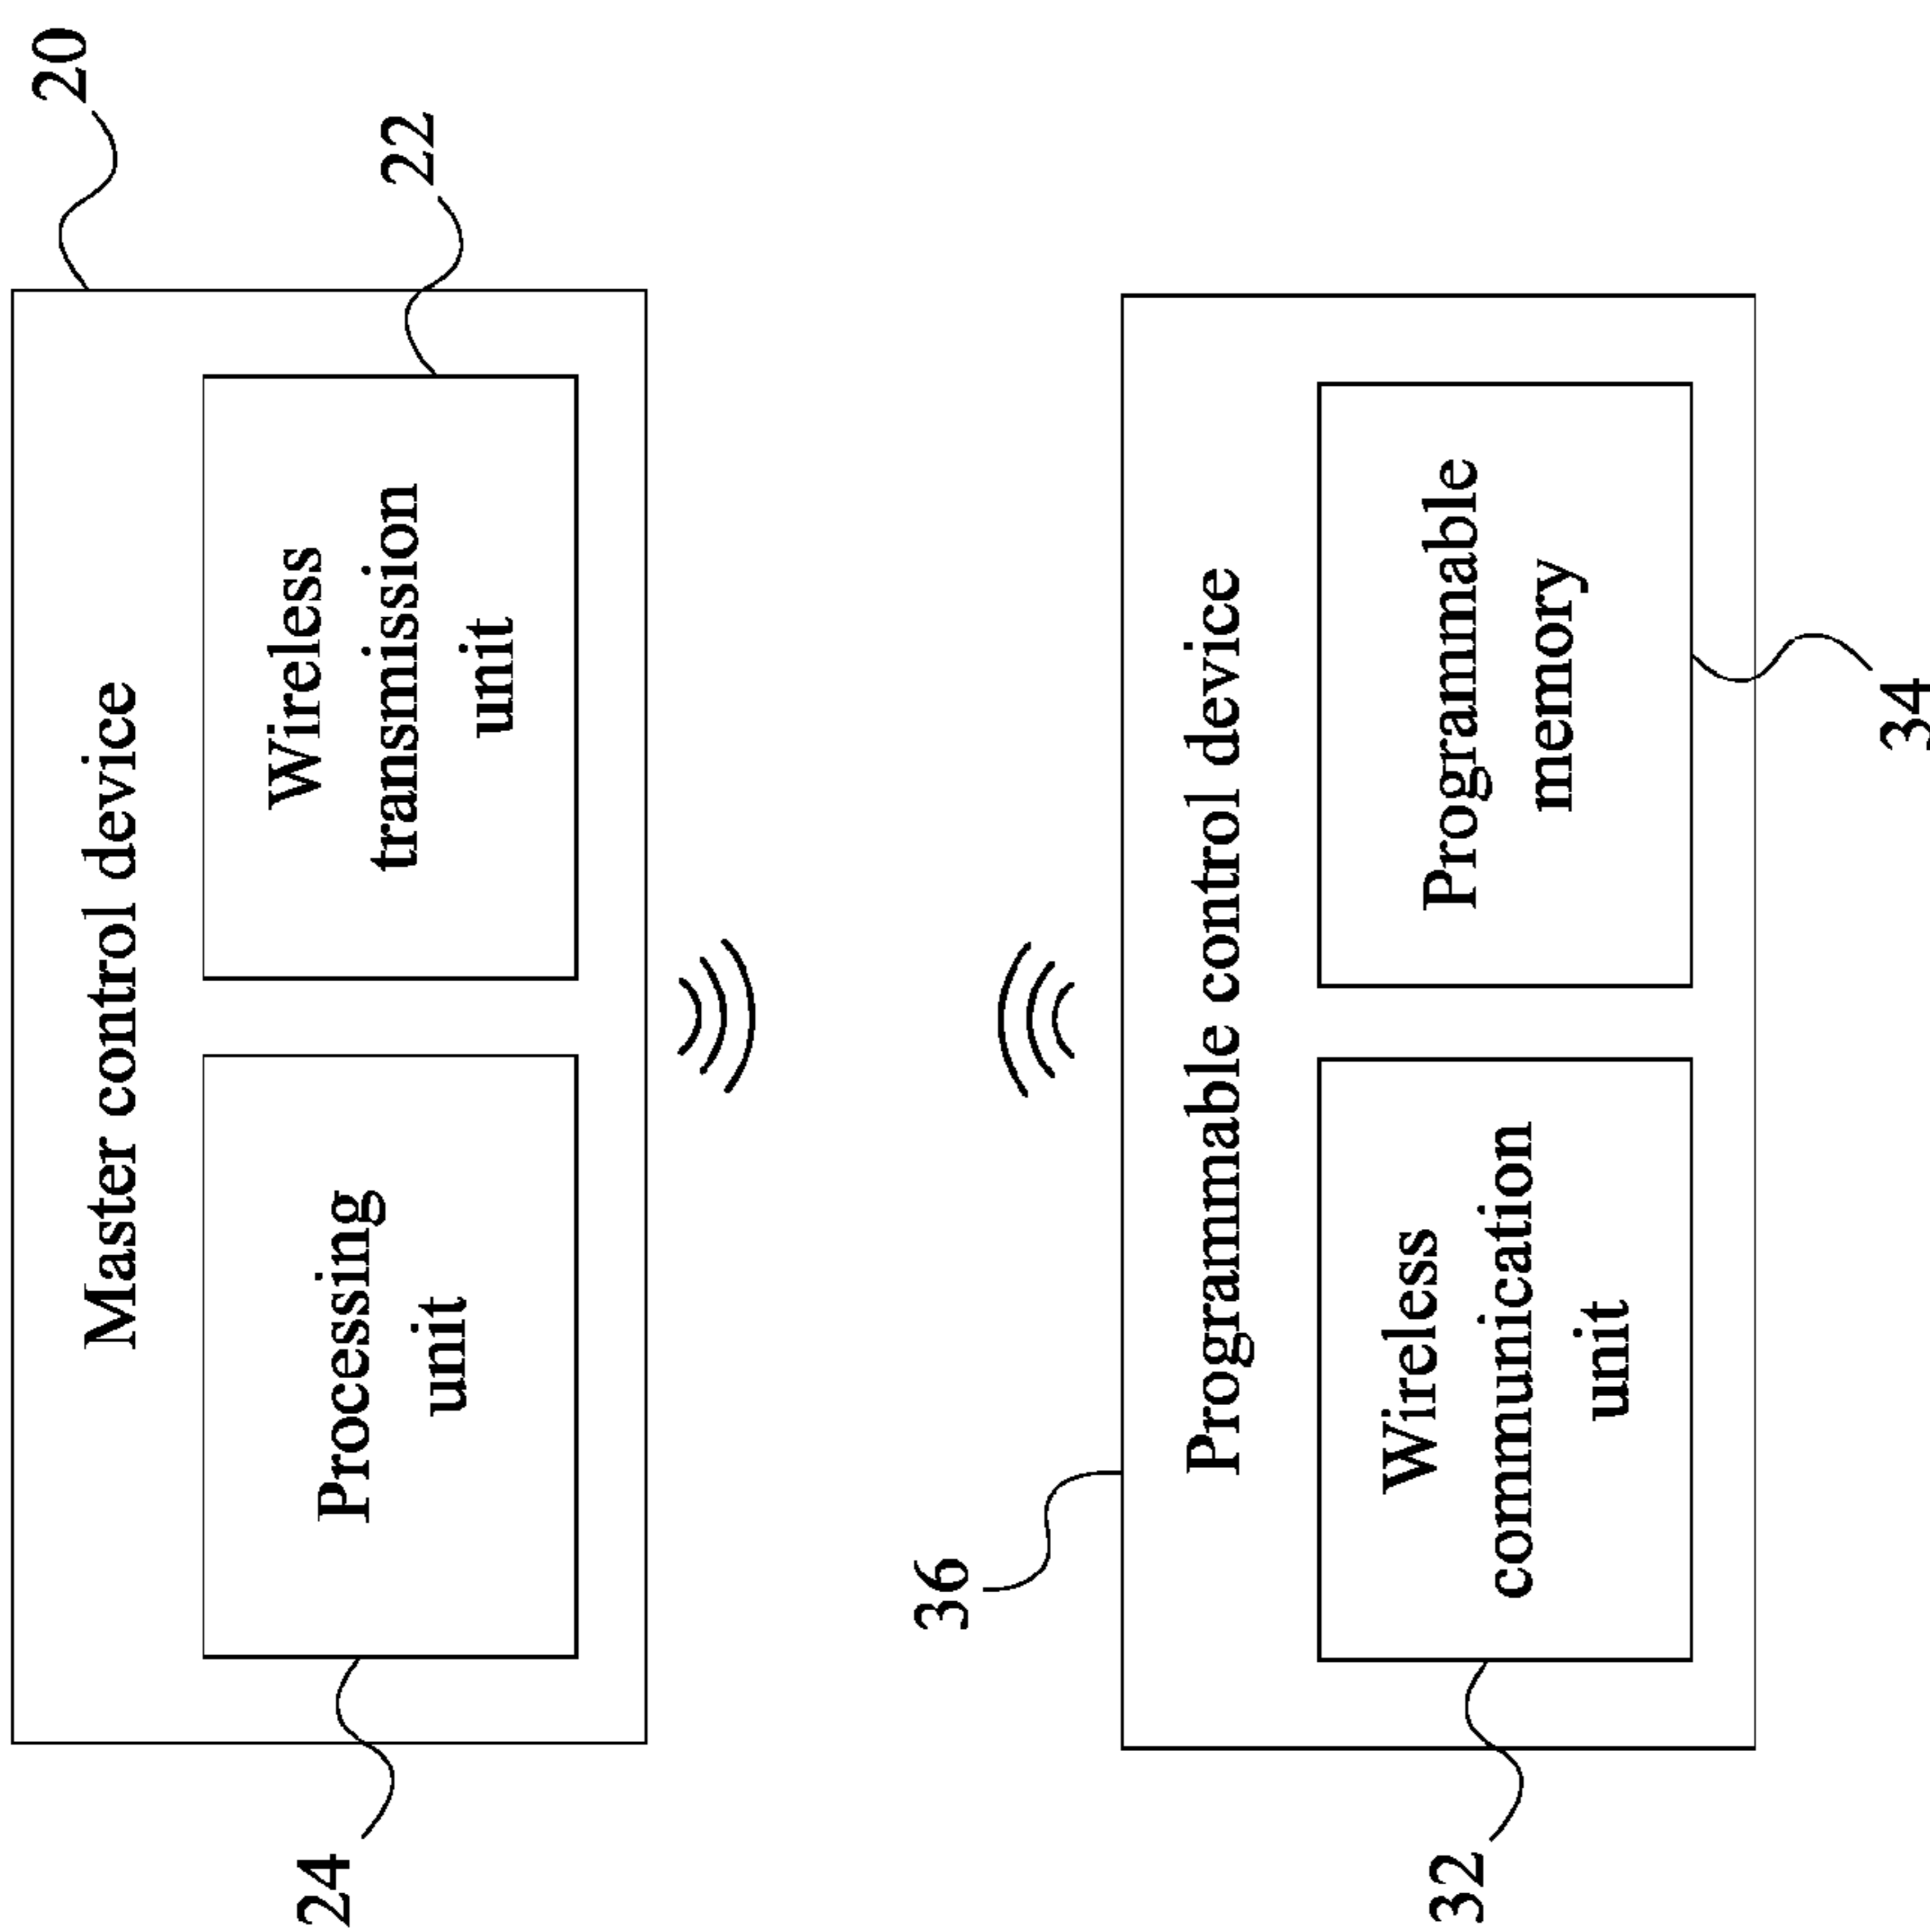 20
Master control device
24
Processing
unit
Wireless
transmission
unit
22
36
Programmable control device
32
Wireless
communication
unit
Programmable
memory
34